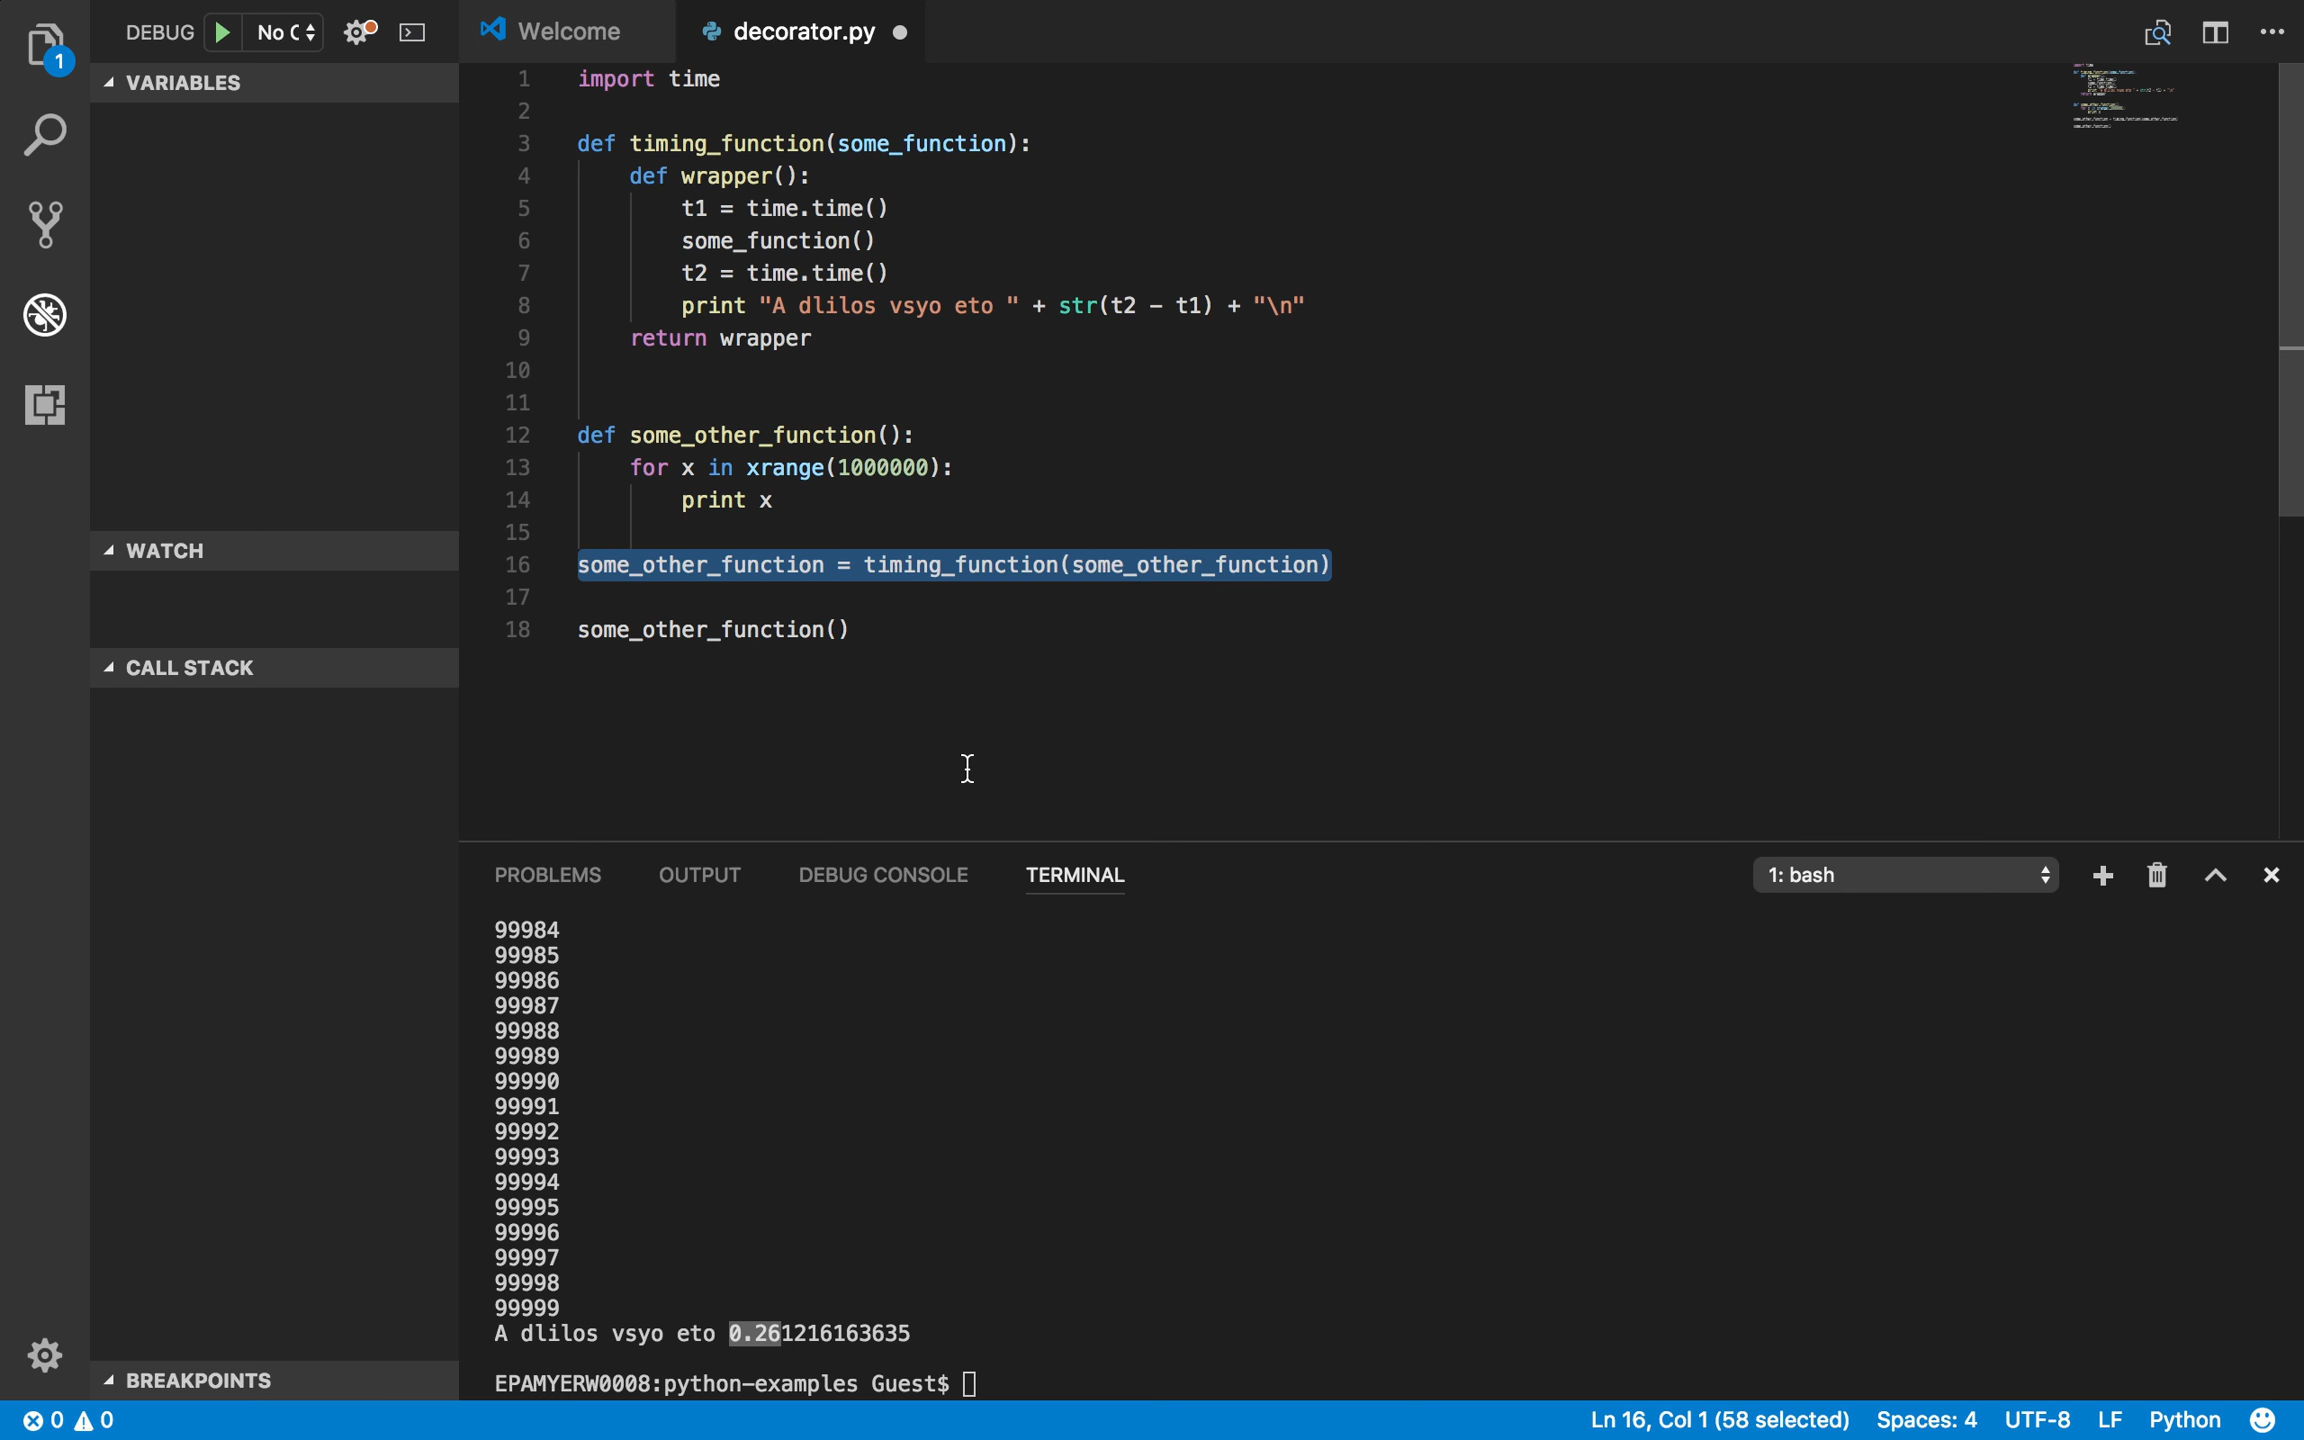 DEBUG No C
Welcome
decorator.py
1
VARIABLES
WATCH
CALL STACK
BREAKPOINTS
1 import time
2
3 def timing_function(some_function):
4 def wrapper():
5 t1 = time.time()
6 some_function()
7 t2 = time.time()
8 print "A dlilos vsyo eto " + str(t2 - t1) + "\n"
9 return wrapper
10
11
12 def some_other_function():
13 for x in xrange(1000000):
14 print x
15
16 some_other_function = timing_function(some_other_function)
17
18 some_other_function()
PROBLEMS OUTPUT DEBUG CONSOLE TERMINAL 1: bash
99984
99985
99986
99987
99988
99989
99990
99991
99992
99993
99994
99995
99996
99997
99998
99999
A dlilos vsyo eto 0.261216163635
EPAMYERW0008:python-examples Guest$
0 0 Ln 16, Col 1 (58 selected) Spaces: 4 UTF-8 LF Python